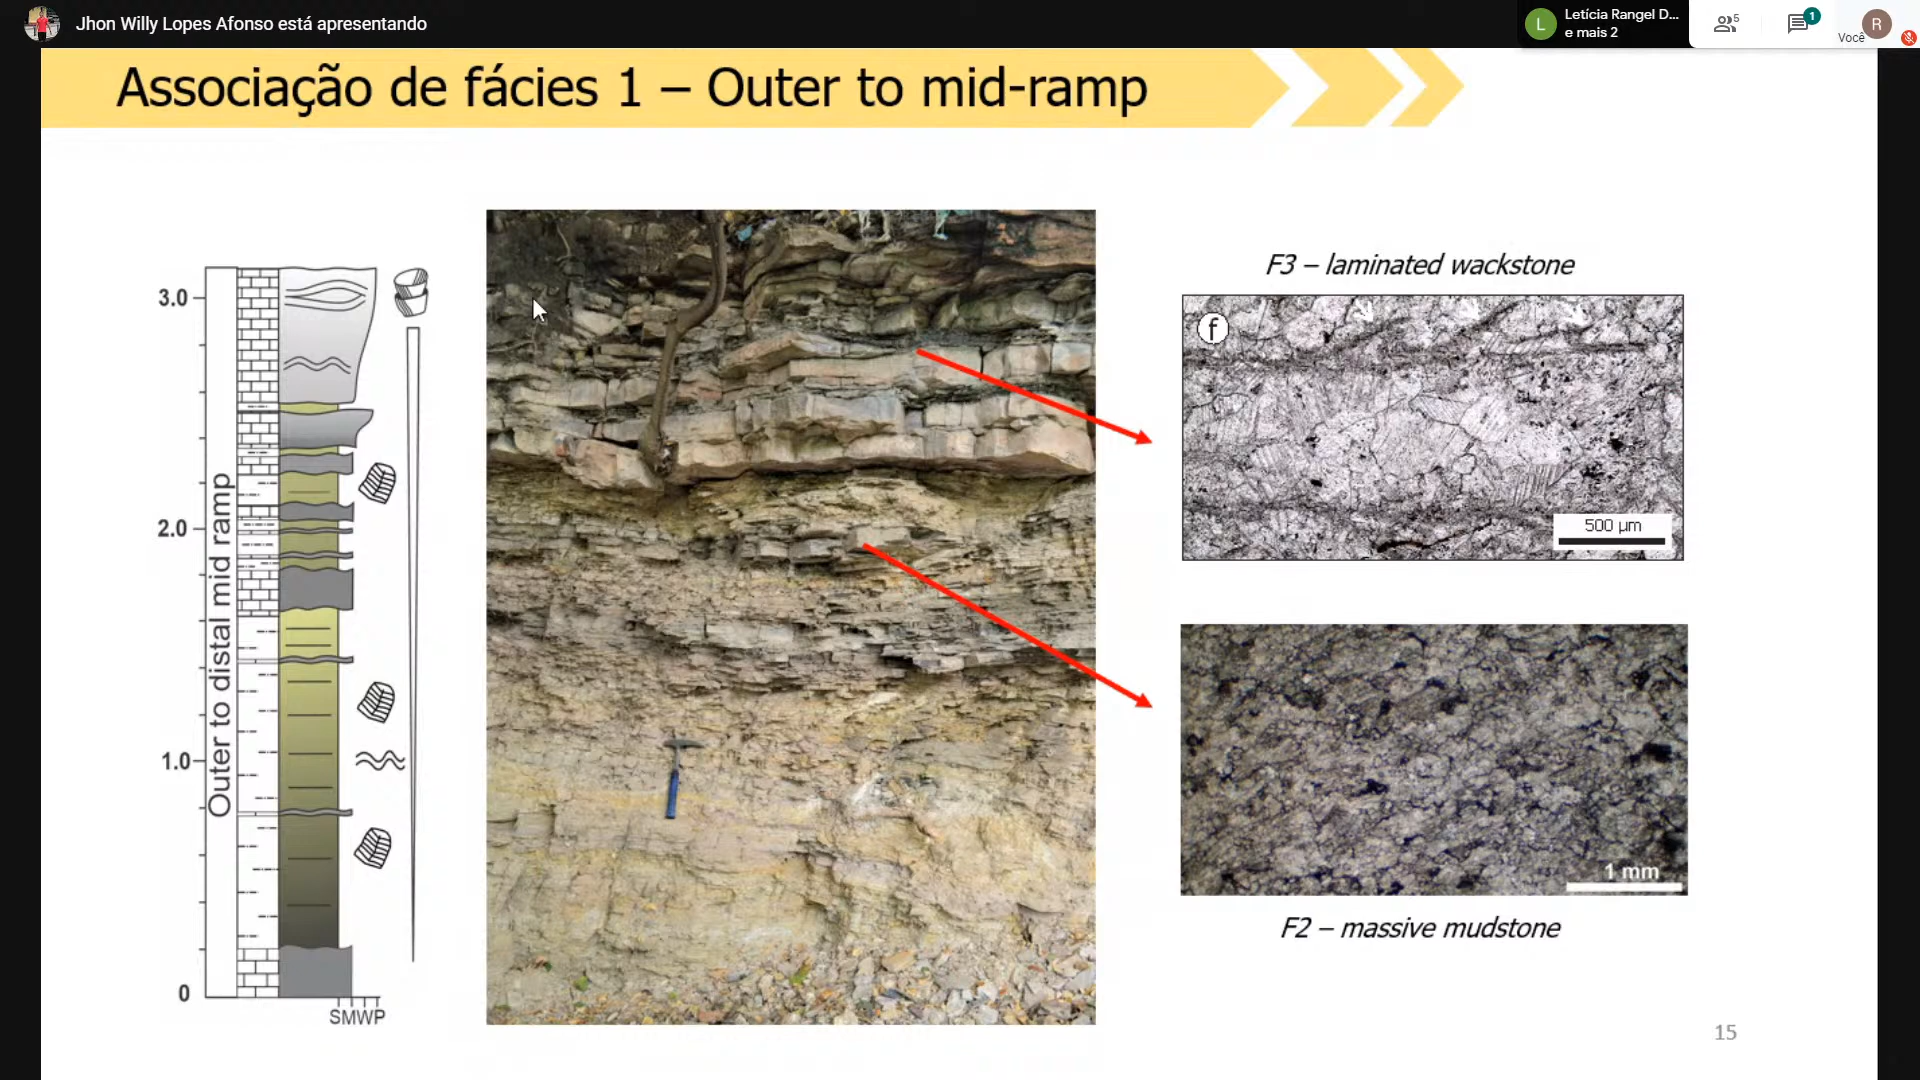 Jhon Willy Lopes Afonso está apresentando
L
Letícia Rangel D...
e mais 2
5
1
Você
R
Associação de fácies 1 – Outer to mid-ramp
3.0
2.0
1.0
0
Outer to distal mid ramp
SMWP
F3 – laminated wackstone
f
500 µm
1 mm
F2 – massive mudstone
15